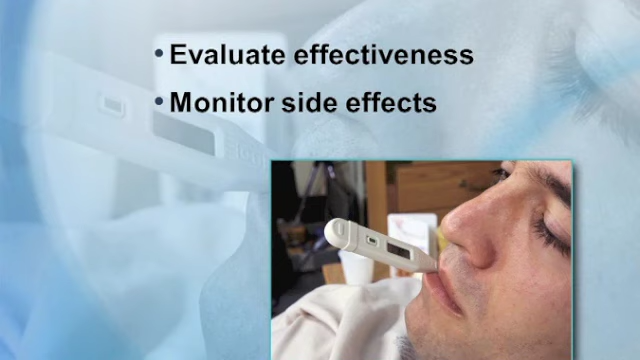 • Evaluate effectiveness
• Monitor side effects